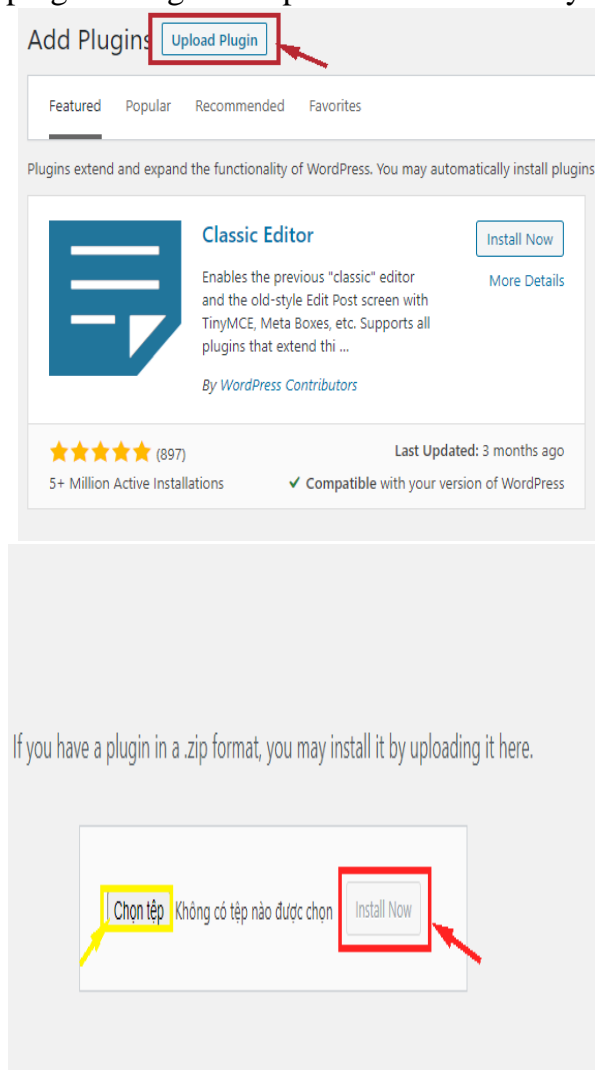 Add Plugins Upload Plugin
Featured Popular Recommended Favorites
Plugins extend and expand the functionality of WordPress. You may automatically install plugins
Classic Editor Install Now
Enables the previous "classic" editor More Details
and the old-style Edit Post screen with
TinyMCE, Meta Boxes, etc. Supports all
plugins that extend thi ...
By WordPress Contributors
(897) Last Updated: 3 months ago
5+ Million Active Installations ✓ Compatible with your version of WordPress
If you have a plugin in a .zip format, you may install it by uploading it here.
Chọn tệp Không có tệp nào được chọn Install Now